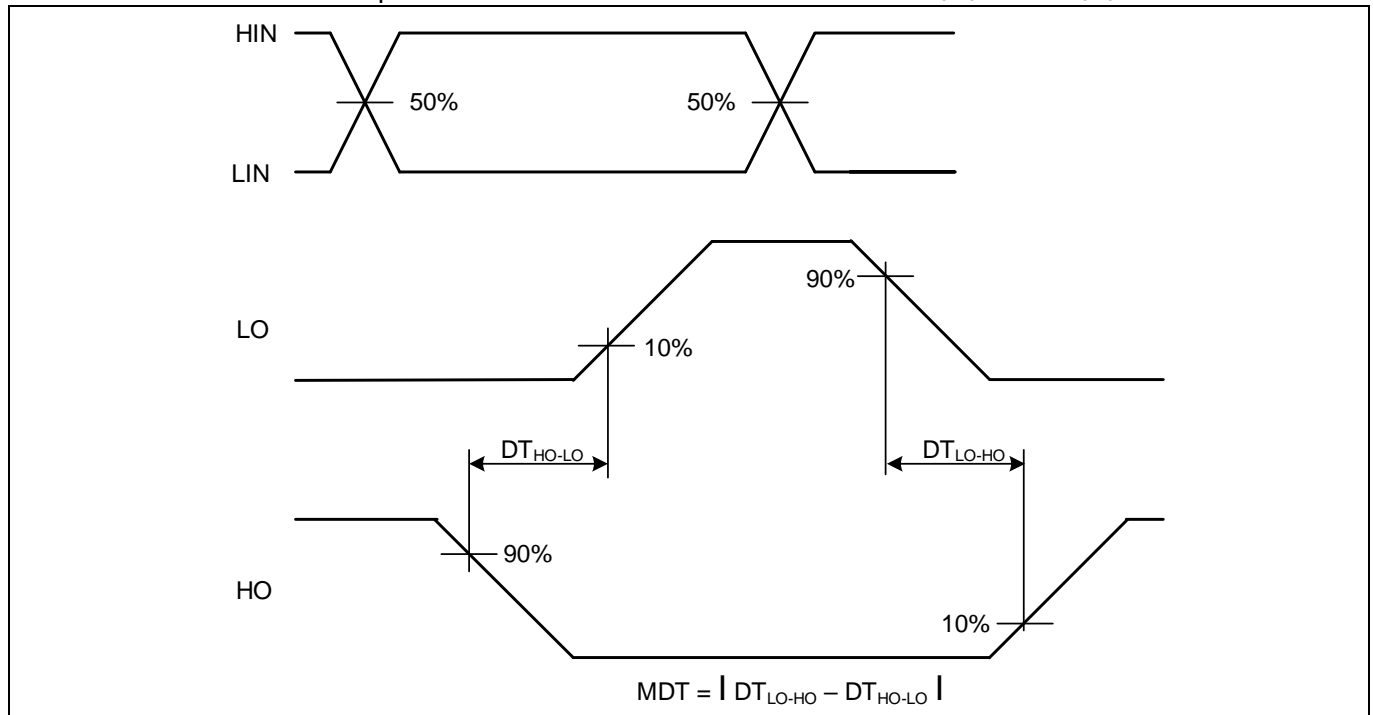 HIN
50% 50%
LIN
90%
LO
10%
DTHO-LO DTLO-HO
90%
HO
10%
MDT = | DTLO-HO – DTHO-LO |